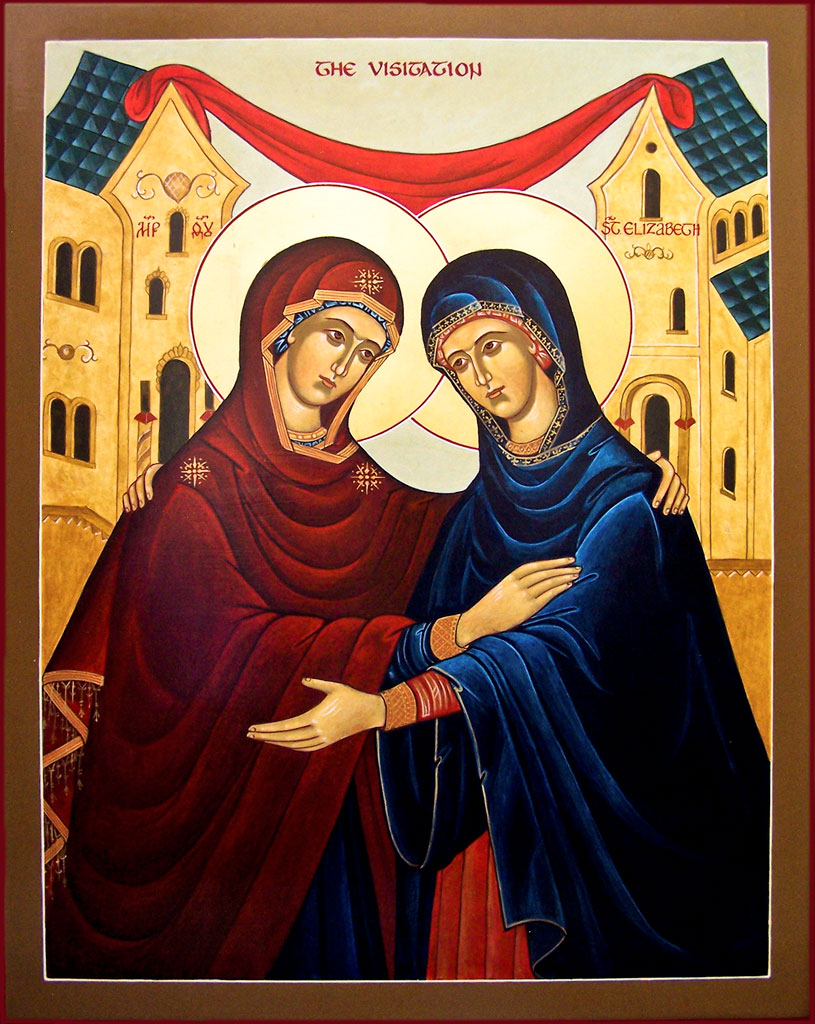 THE VISITATION
ΜΡ ΘΥ
ST ELIZABETH